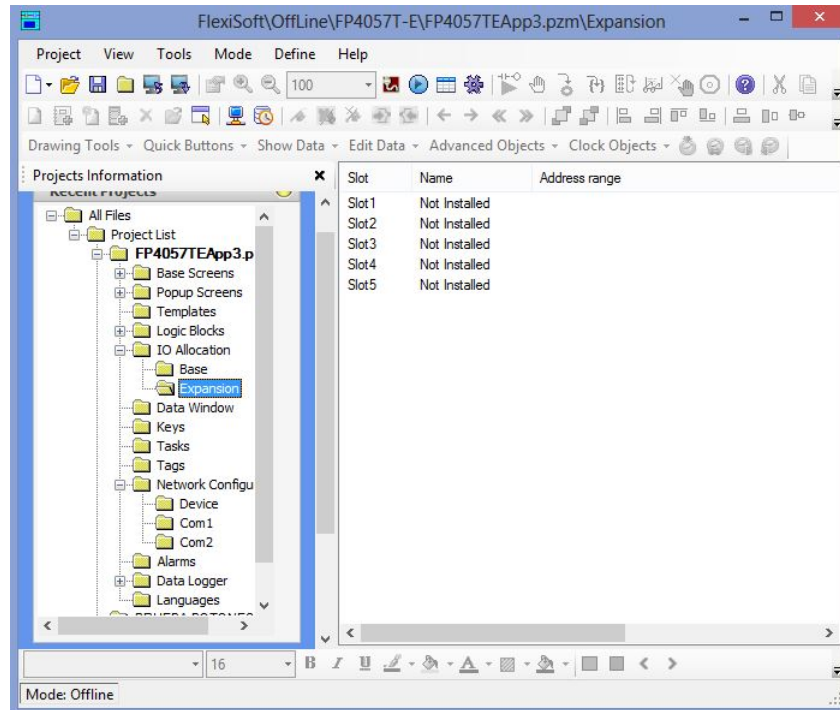 FlexiSoft\OffLine\FP4057T-E\FP4057TEApp3.pzm\Expansion
Project View Tools Mode Define Help
100
Drawing Tools Quick Buttons Show Data Edit Data Advanced Objects Clock Objects
Projects Information
Recent Projects
All Files
Project List
FP4057TEApp3.p
Base Screens
Popup Screens
Templates
Logic Blocks
IO Allocation
Base
Expansion
Data Window
Keys
Tasks
Tags
Network Configu
Device
Com1
Com2
Alarms
Data Logger
Languages
Slot Name Address range
Slot1 Not Installed
Slot2 Not Installed
Slot3 Not Installed
Slot4 Not Installed
Slot5 Not Installed
16 B I U A
Mode: Offline